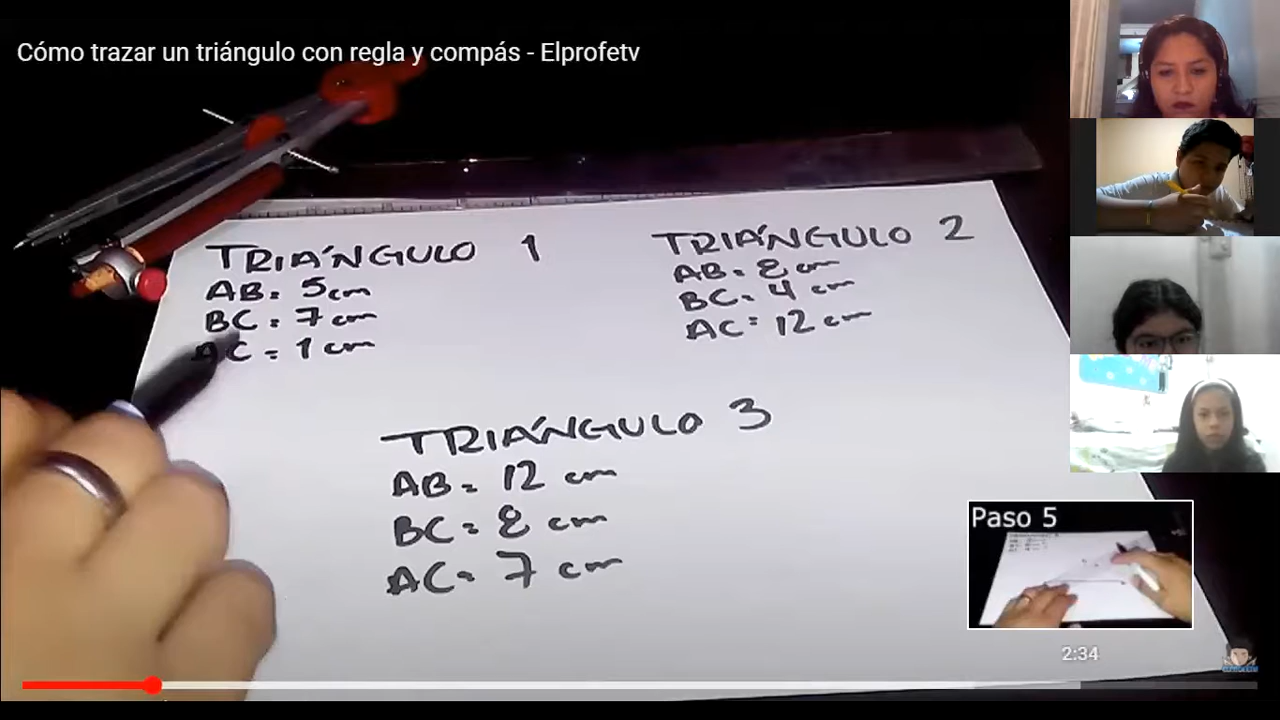 Cómo trazar un triángulo con regla y compás - Elprofetv
TRIÁNGULO 1
AB = 5cm
BC = 7 cm
AC = 1 cm
TRIÁNGULO 2
AB = 8 cm
BC = 4 cm
AC = 12 cm
TRIÁNGULO 3
AB = 12 cm
BC = 8 cm
AC = 7 cm
Paso 5
2:34